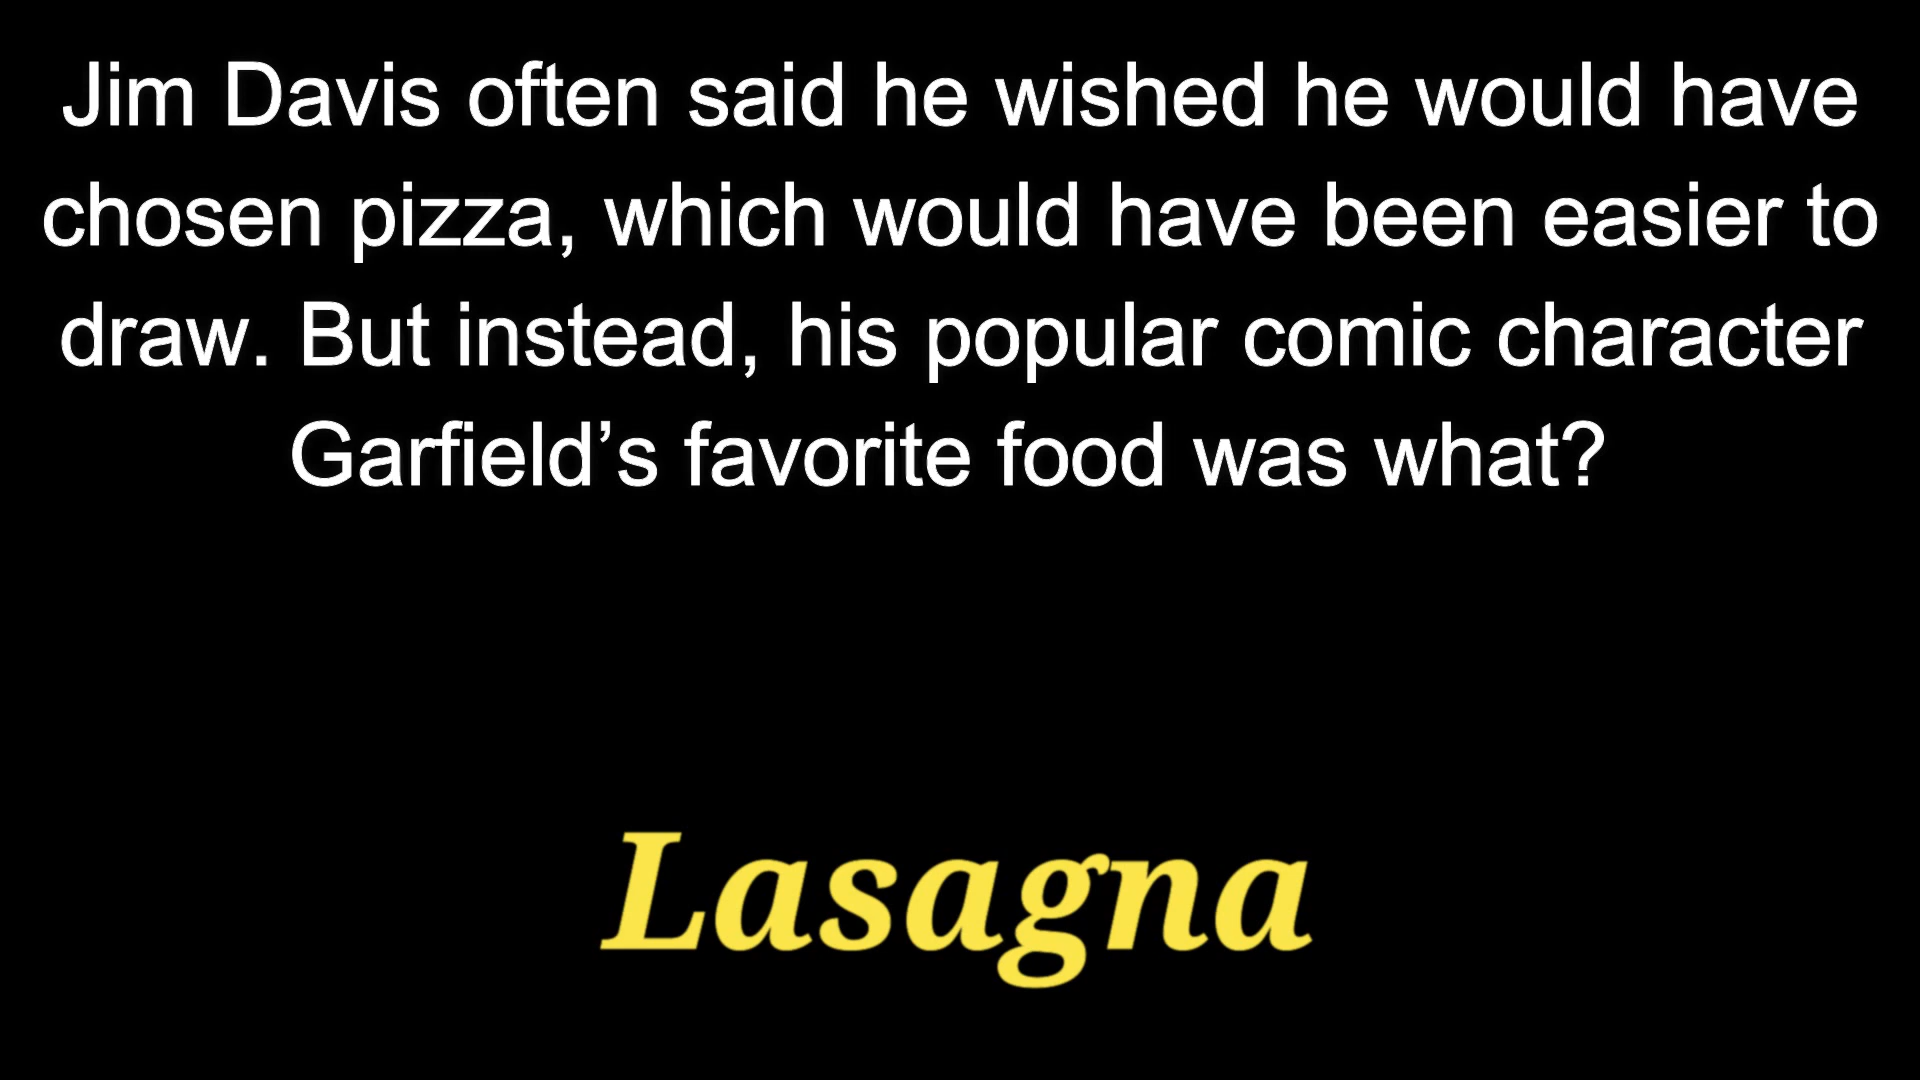 Jim Davis often said he wished he would have
chosen pizza, which would have been easier to
draw. But instead, his popular comic character
Garfield’s favorite food was what?
Lasagna